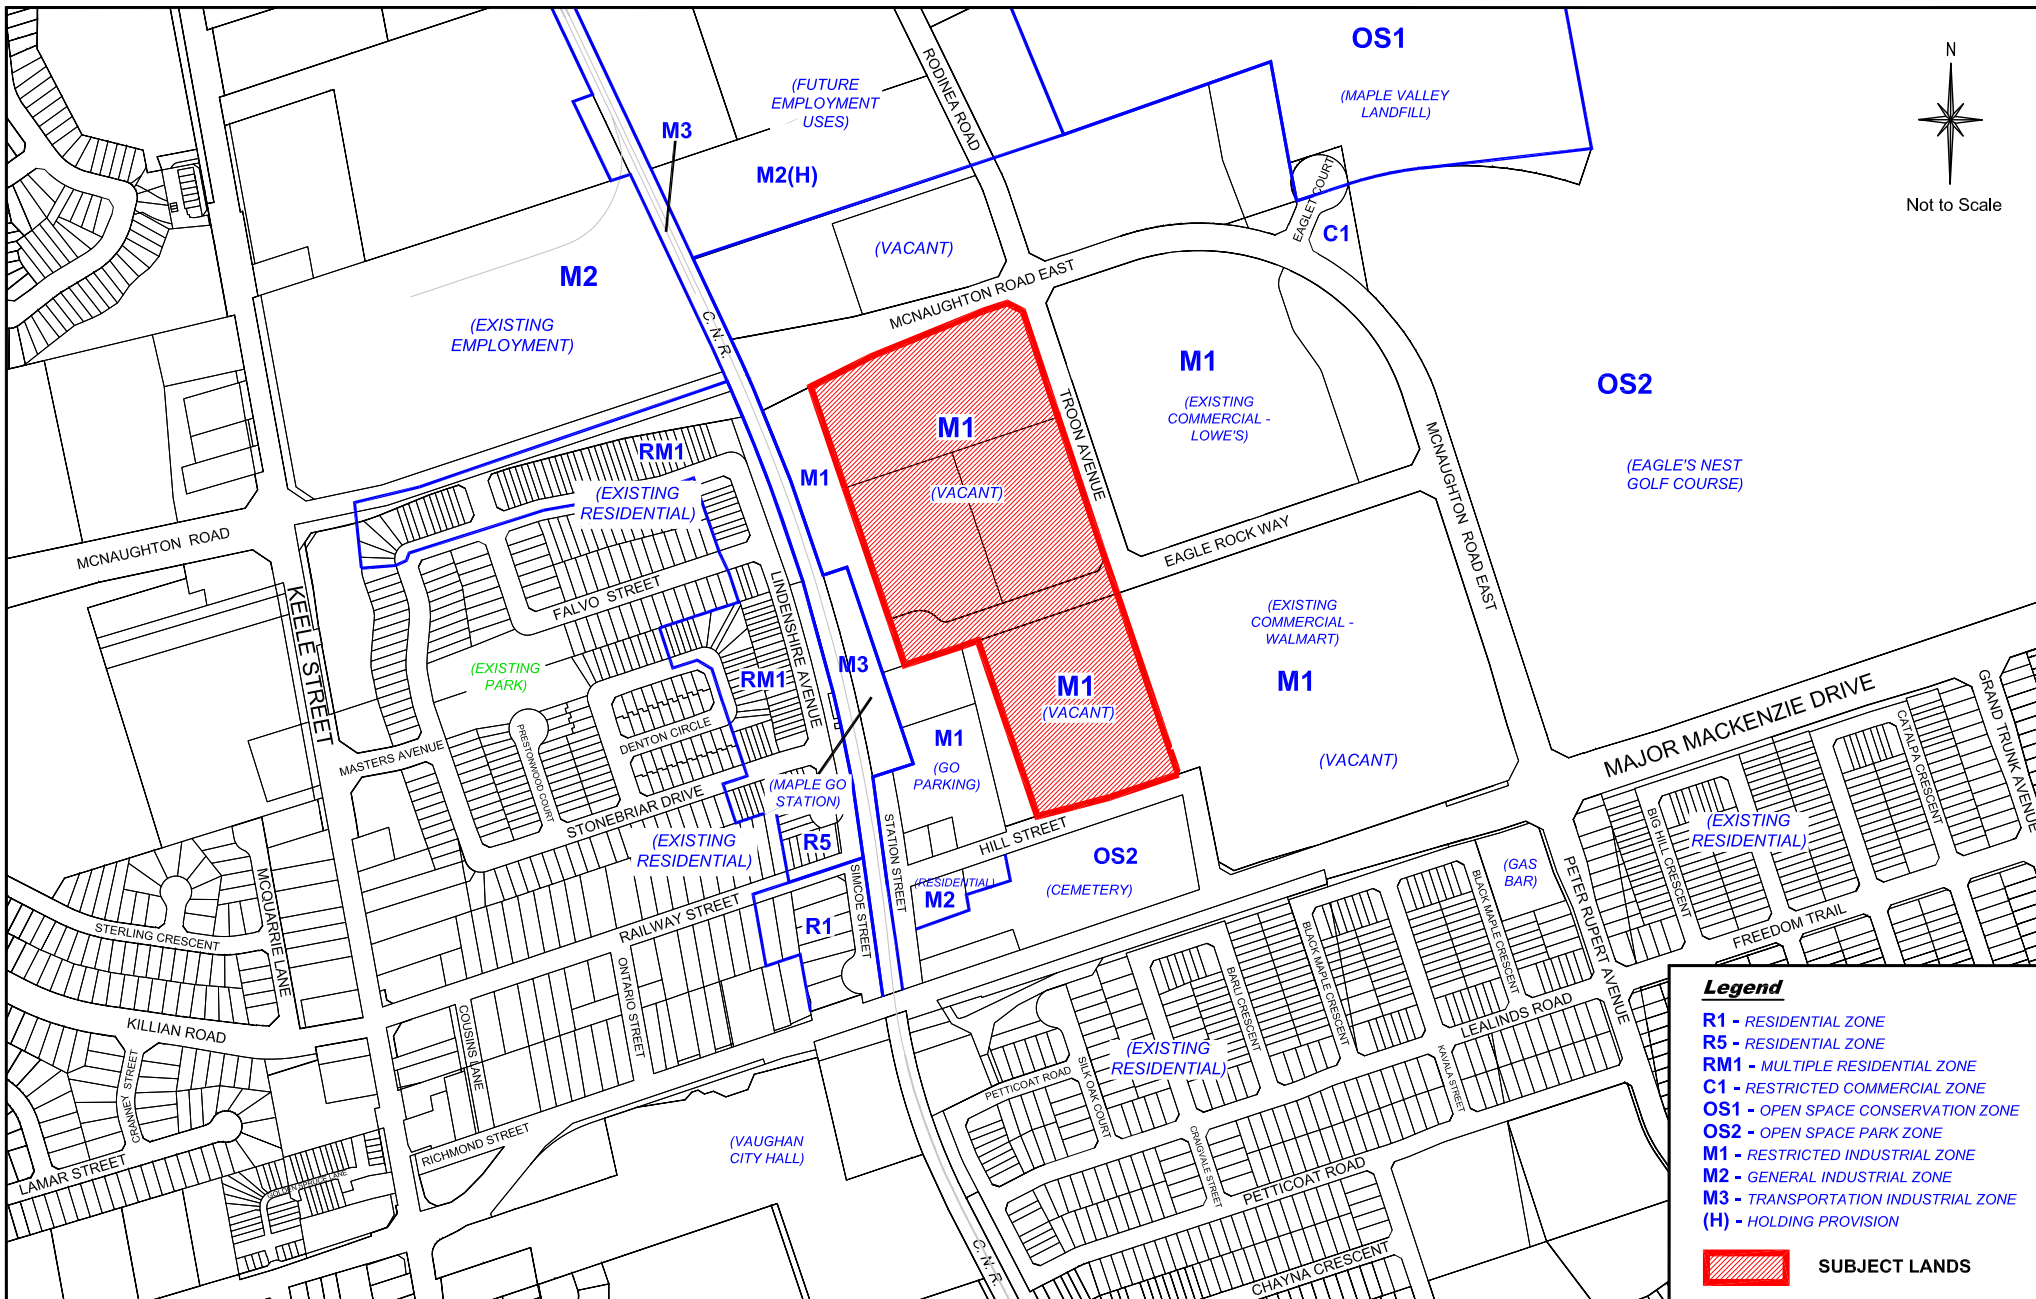 OS1
(MAPLE VALLEY
LANDFILL)
N
Not to Scale
(FUTURE
EMPLOYMENT
USES)
RODINEA ROAD
M3
M2(H)
EAGLET COURT
C1
(VACANT)
M2
(EXISTING
EMPLOYMENT)
C. N. R.
MCNAUGHTON ROAD EAST
M1
(EXISTING
COMMERCIAL -
LOWE'S)
OS2
(EAGLE'S NEST
GOLF COURSE)
TROON AVENUE
M1
(VACANT)
M1
RM1
(EXISTING
RESIDENTIAL)
MCNAUGHTON ROAD
MCNAUGHTON ROAD EAST
EAGLE ROCK WAY
KEELE STREET
FALVO STREET
LINDENSHIRE AVENUE
(EXISTING
PARK)
RM1
M3
(EXISTING
COMMERCIAL -
WALMART)
M1
M1
(VACANT)
M1
(GO
PARKING)
(VACANT)
MASTERS AVENUE
PRESTONWOOD COURT
DENTON CIRCLE
STONEBRIAR DRIVE
(MAPLE GO
STATION)
(EXISTING
RESIDENTIAL)
R5
STATION STREET
HILL STREET
OS2
(CEMETERY)
(RESIDENTIAL)
M2
SIMCOE STREET
R1
RAILWAY STREET
ONTARIO STREET
MAJOR MACKENZIE DRIVE
GRAND TRUNK AVENUE
CATALPA CRESCENT
BIG HILL CRESCENT
(EXISTING
RESIDENTIAL)
(GAS
BAR)
PETER RUPERT AVENUE
FREEDOM TRAIL
BLACK MAPLE CRESCENT
BLACK MAPLE CRESCENT
BARLI CRESCENT
LEALINDS ROAD
KAVALA STREET
MCQUARRIE LANE
STERLING CRESCENT
KILLIAN ROAD
CRANNEY STREET
COUSINS LANE
LAMAR STREET
GOLDEN SPRUCE LANE
RICHMOND STREET
(VAUGHAN
CITY HALL)
(EXISTING
RESIDENTIAL)
PETTICOAT ROAD
SILK OAK COURT
CRAIGVALE STREET
PETTICOAT ROAD
CHAYNA CRESCENT
C. N. R.
Legend
R1 - RESIDENTIAL ZONE
R5 - RESIDENTIAL ZONE
RM1 - MULTIPLE RESIDENTIAL ZONE
C1 - RESTRICTED COMMERCIAL ZONE
OS1 - OPEN SPACE CONSERVATION ZONE
OS2 - OPEN SPACE PARK ZONE
M1 - RESTRICTED INDUSTRIAL ZONE
M2 - GENERAL INDUSTRIAL ZONE
M3 - TRANSPORTATION INDUSTRIAL ZONE
(H) - HOLDING PROVISION
SUBJECT LANDS